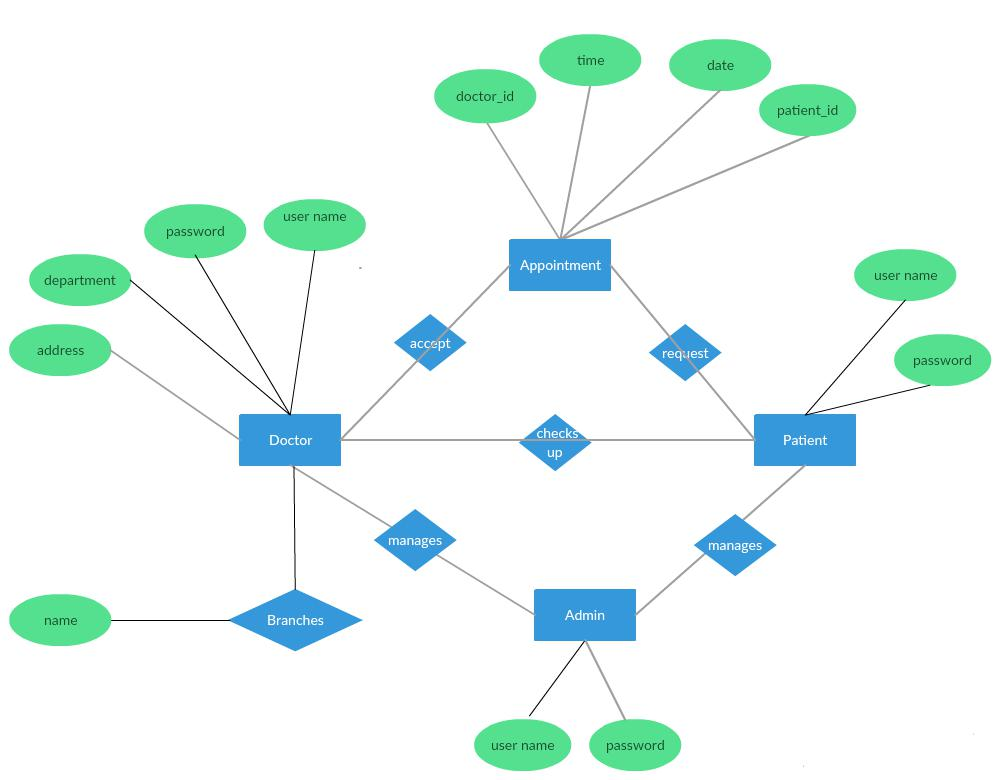 time
date
doctor_id
patient_id
user name
password
Appointment
user name
department
accept
address
request
password
checks
up
Doctor
Patient
manages
manages
Admin
name
Branches
user name
password